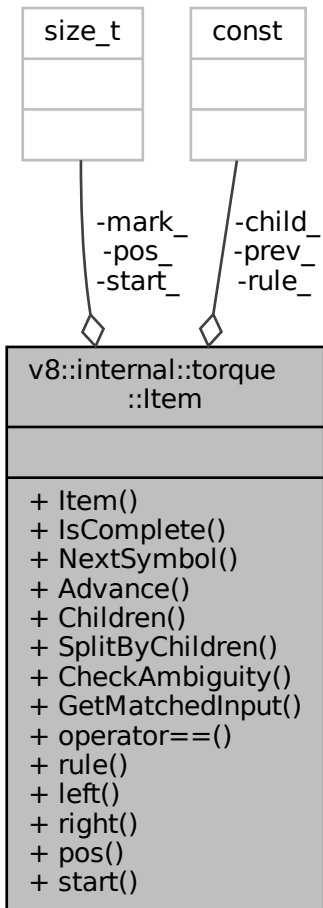 size_t
const
-mark_
-pos_
-start_
-child_
-prev_
-rule_
v8::internal::torque
::Item
+ Item()
+ IsComplete()
+ NextSymbol()
+ Advance()
+ Children()
+ SplitByChildren()
+ CheckAmbiguity()
+ GetMatchedInput()
+ operator==()
+ rule()
+ left()
+ right()
+ pos()
+ start()